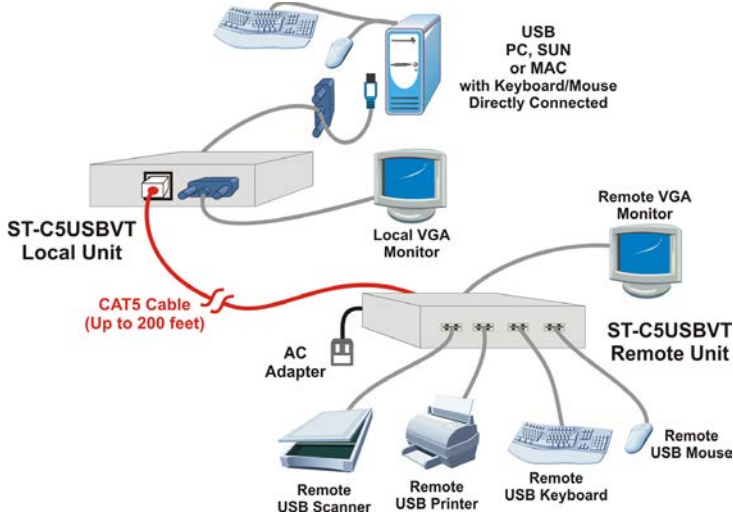 USB
PC, SUN
or MAC
with Keyboard/Mouse
Directly Connected
ST-C5USBVT
Local Unit
Local VGA
Monitor
Remote VGA
Monitor
CAT5 Cable
(Up to 200 feet)
AC
Adapter
ST-C5USBVT
Remote Unit
Remote
USB Scanner
Remote
USB Printer
Remote
USB Keyboard
Remote
USB Mouse